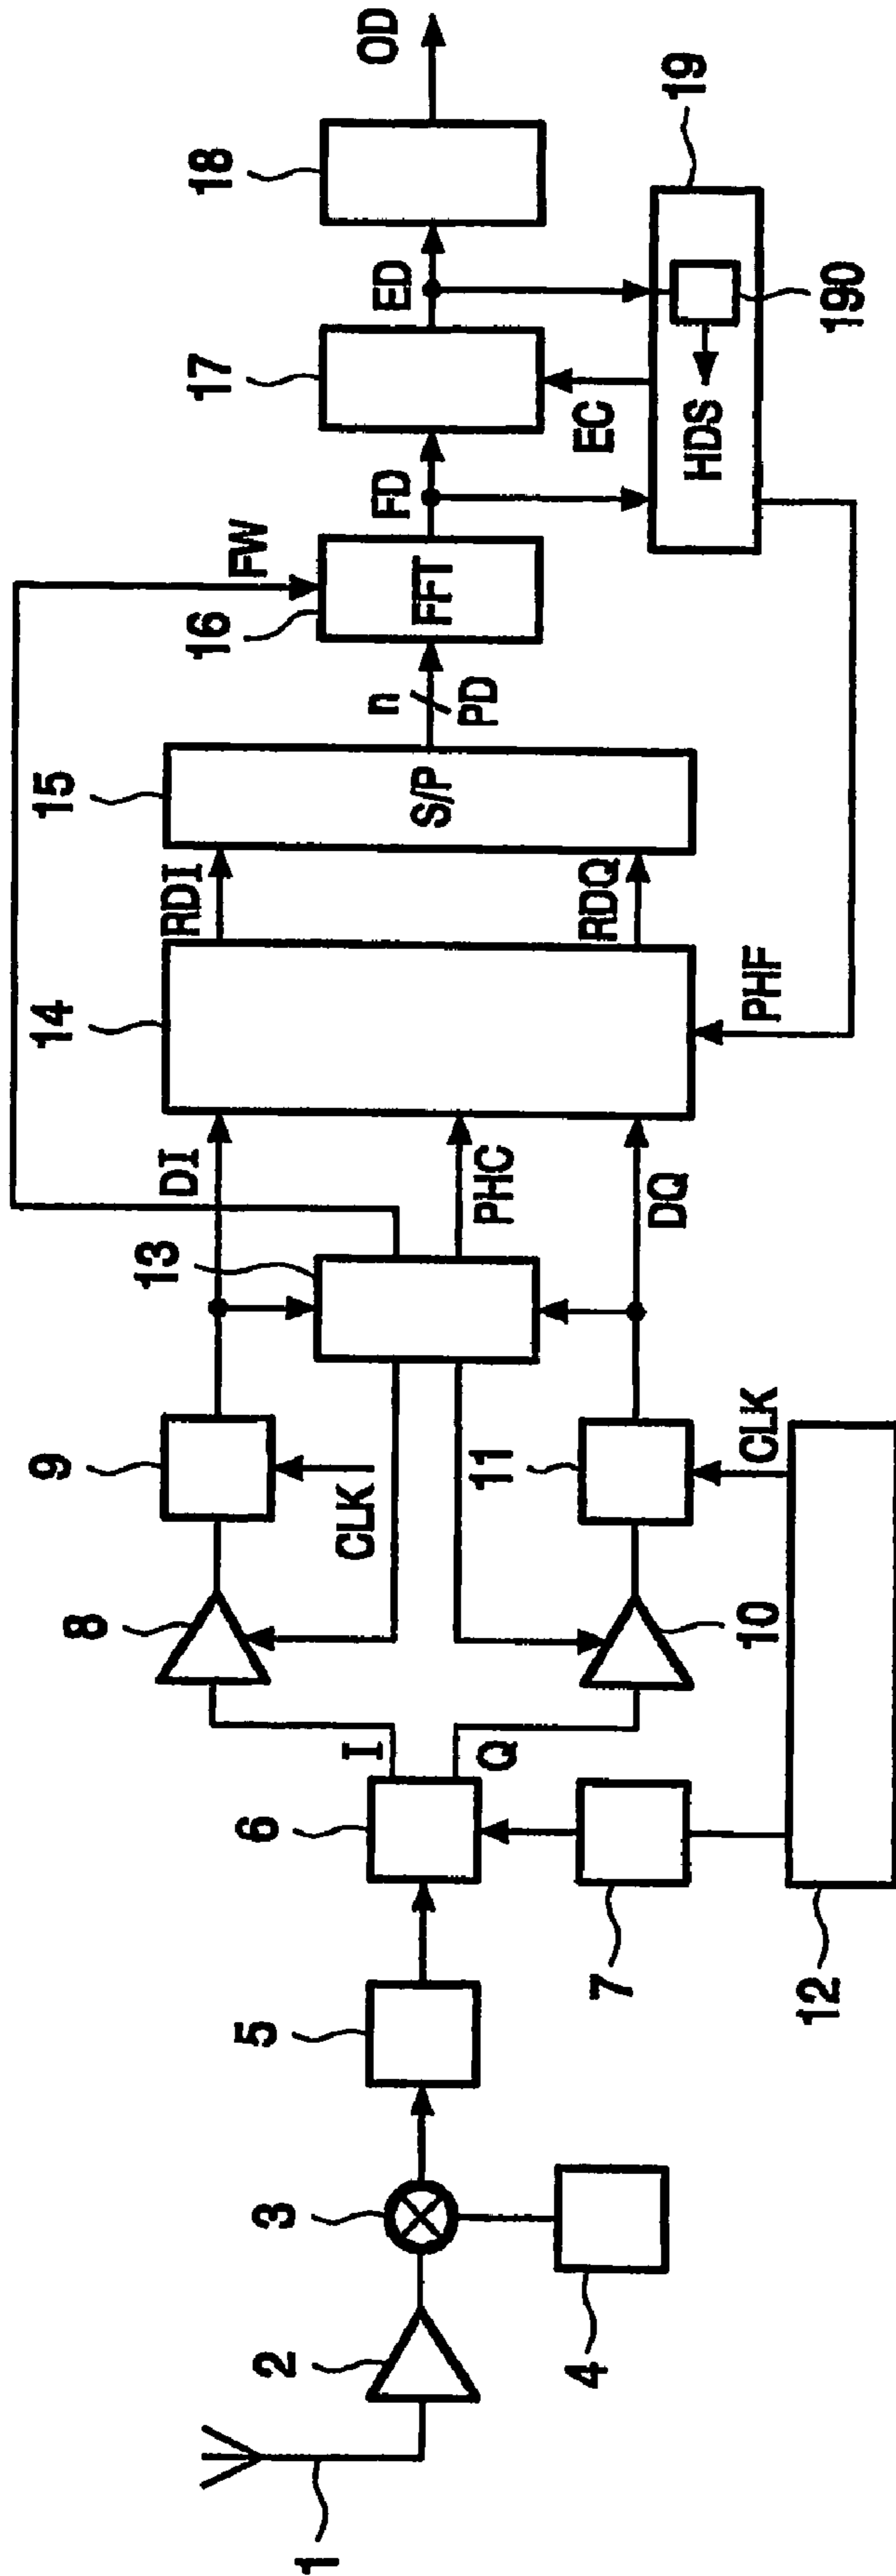 1
2
3
4
5
6
7
I
Q
8
9
CLK
10
11
CLK
12
13
DI
PHC
DQ
14
RDI
RDQ
PHF
15
S/P
n
PD
16
FFT
FW
FD
17
EC
ED
18
OD
19
HDS
190